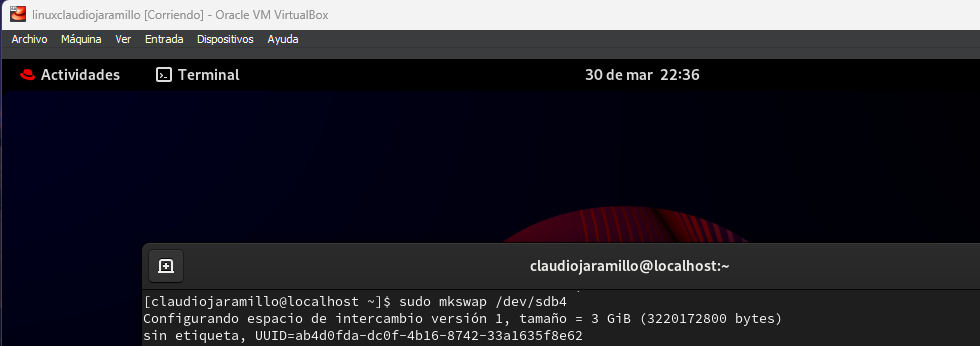 linuxclaudiojaramillo [Corriendo] - Oracle VM VirtualBox
Archivo Máquina Ver Entrada Dispositivos Ayuda
Actividades Terminal 30 de mar 22:36
claudiojaramillo@localhost:~
[claudiojaramillo@localhost ~]$ sudo mkswap /dev/sdb4
Configurando espacio de intercambio versión 1, tamaño = 3 GiB (3220172800 bytes)
sin etiqueta, UUID=ab4d0fda-dc0f-4b16-8742-33a1635f8e62